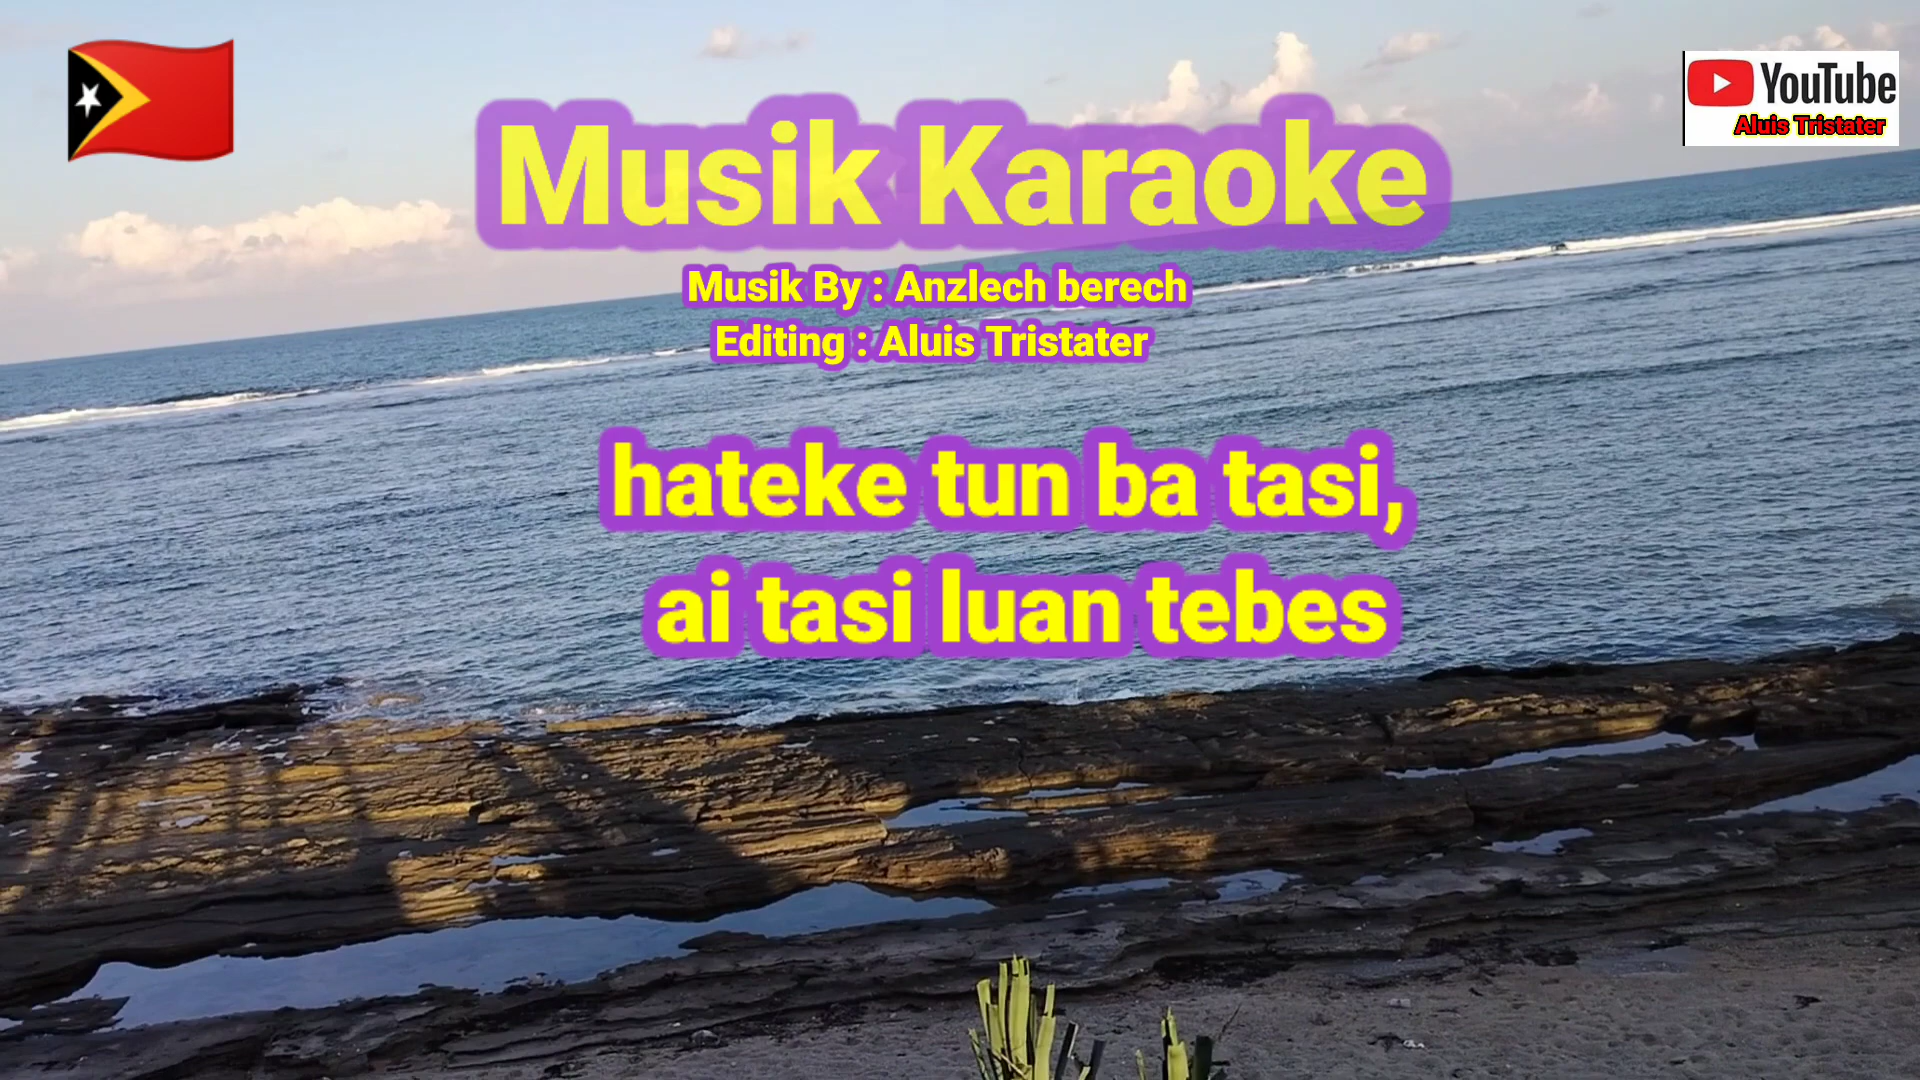 YouTube
Aluis Tristater
Musik Karaoke
Musik By : Anzlech berech
Editing : Aluis Tristater
hateke tun ba tasi,
ai tasi luan tebes